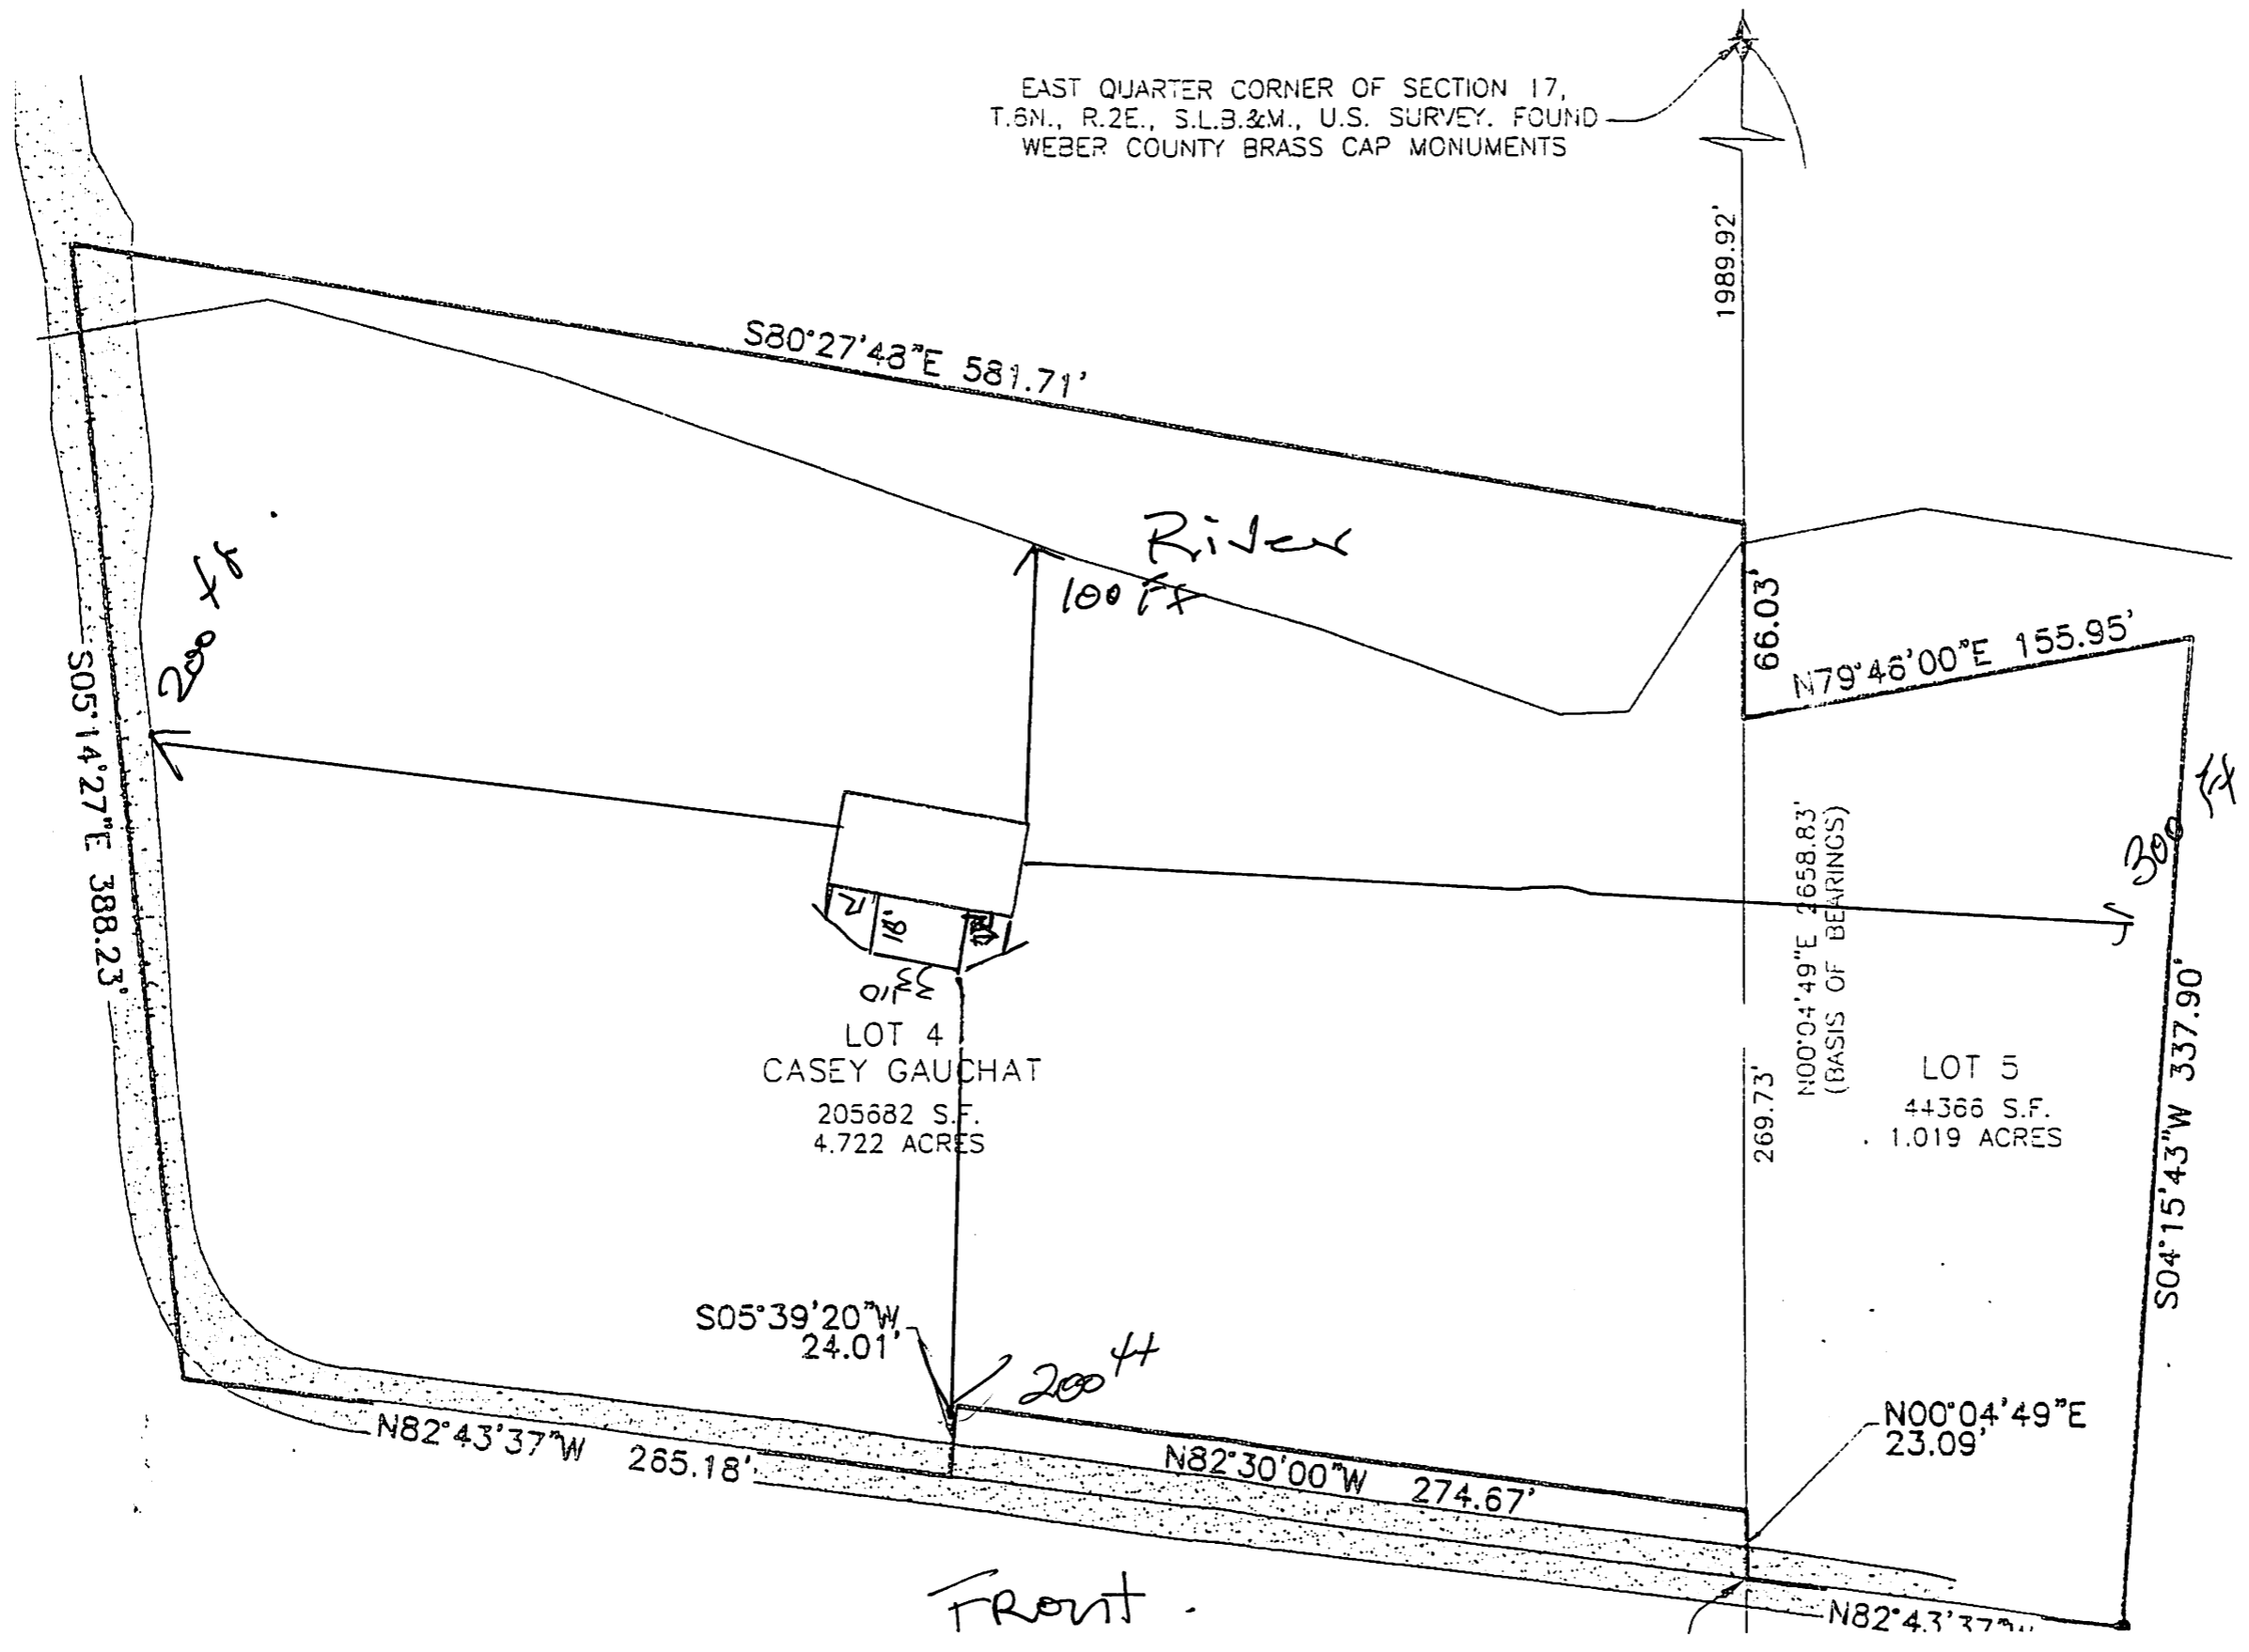 EAST QUARTER CORNER OF SECTION 17,
T.6N., R.2E., S.L.B.&M., U.S. SURVEY. FOUND
WEBER COUNTY BRASS CAP MONUMENTS
1989.92'
S80°27'48"E 581.71'
River
100 ft
66.03'
N79°46'00"E 155.95'
200
S05°14'27"E 388.23'
300 ft
N00°04'49"E 2658.83'
(BASIS OF BEARINGS)
18'
LOT 4
CASEY GAUCHAT
205682 S.F.
4.722 ACRES
269.73'
LOT 5
44366 S.F.
1.019 ACRES
S04°15'43"W 337.90'
S05°39'20"W
24.01'
200 ft
N00°04'49"E
23.09'
N82°43'37"W 265.18'
N82°30'00"W 274.67'
N82°43'37"W
FRONT.